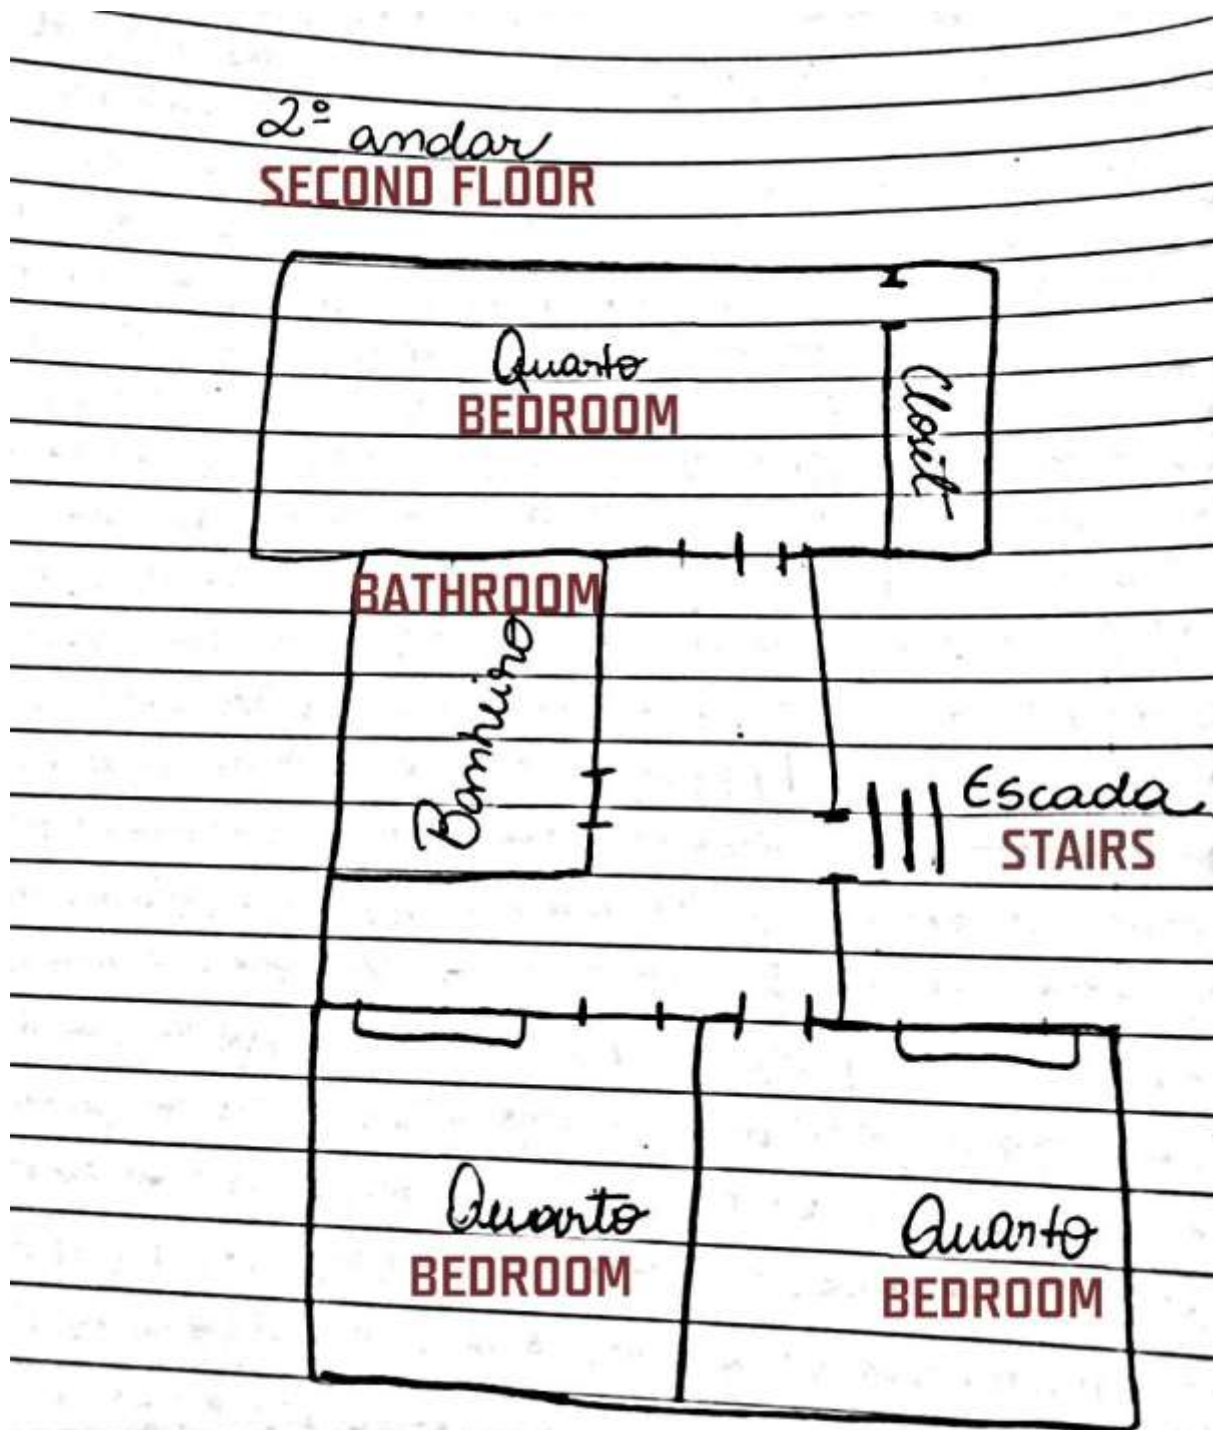 2º andar
SECOND FLOOR
Quarto
BEDROOM
Closet
BATHROOM
Banheiro
Escada
STAIRS
Quarto
BEDROOM
Quarto
BEDROOM